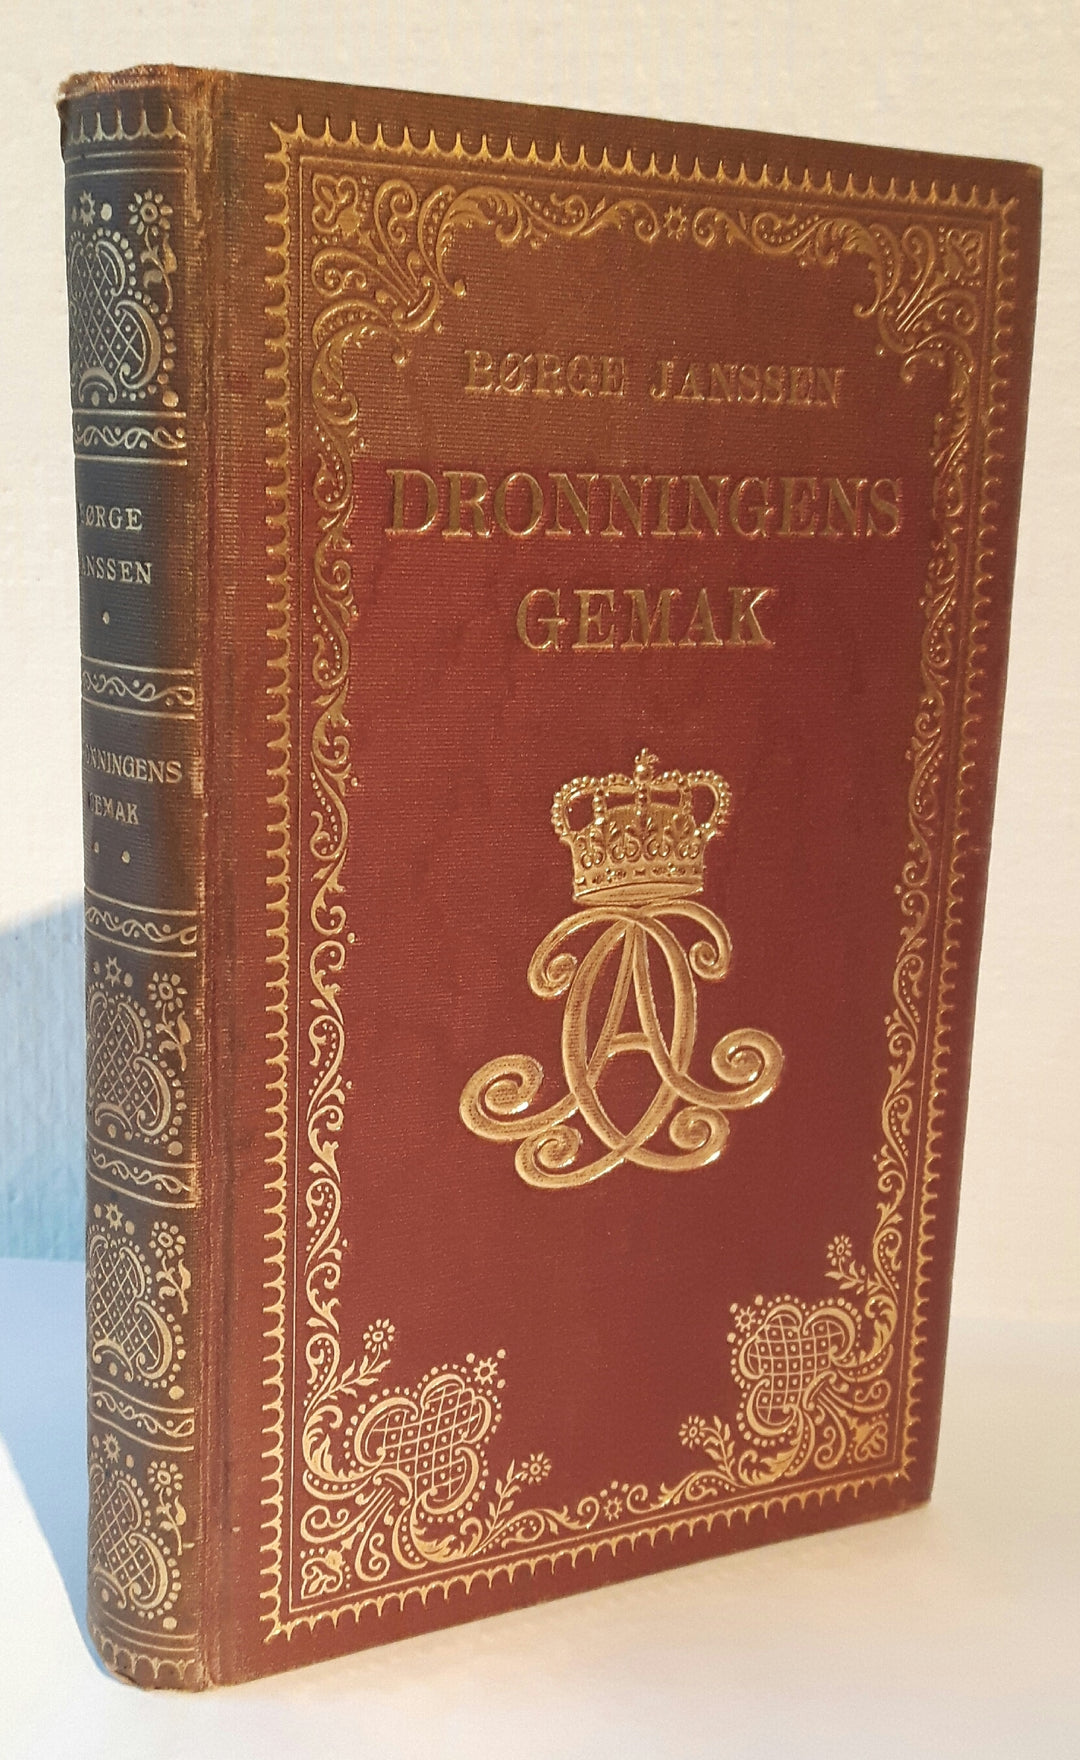 BØRGE JANSSEN
DRONNINGENS
GEMAK
BØRGE
JANSSEN
DRONNINGENS
GEMAK